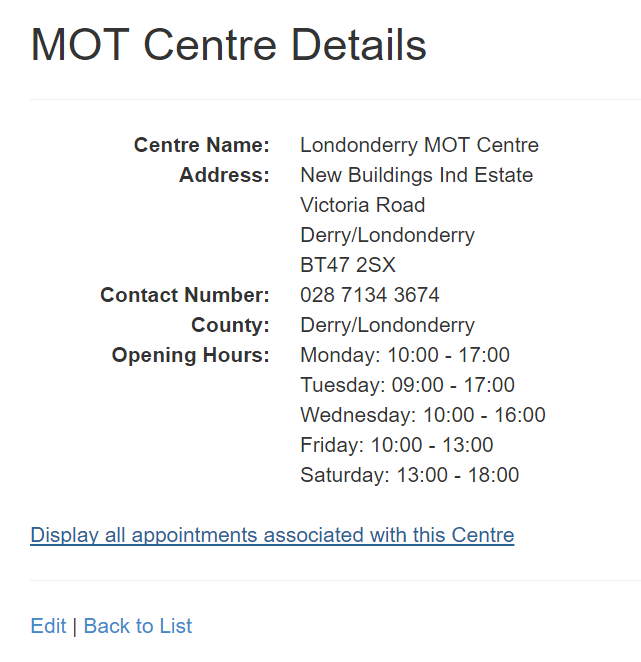 MOT Centre Details
Centre Name: Londonderry MOT Centre
Address: New Buildings Ind Estate
Victoria Road
Derry/Londonderry
BT47 2SX
Contact Number: 028 7134 3674
County: Derry/Londonderry
Opening Hours: Monday: 10:00 - 17:00
Tuesday: 09:00 - 17:00
Wednesday: 10:00 - 16:00
Friday: 10:00 - 13:00
Saturday: 13:00 - 18:00
Display all appointments associated with this Centre
Edit | Back to List